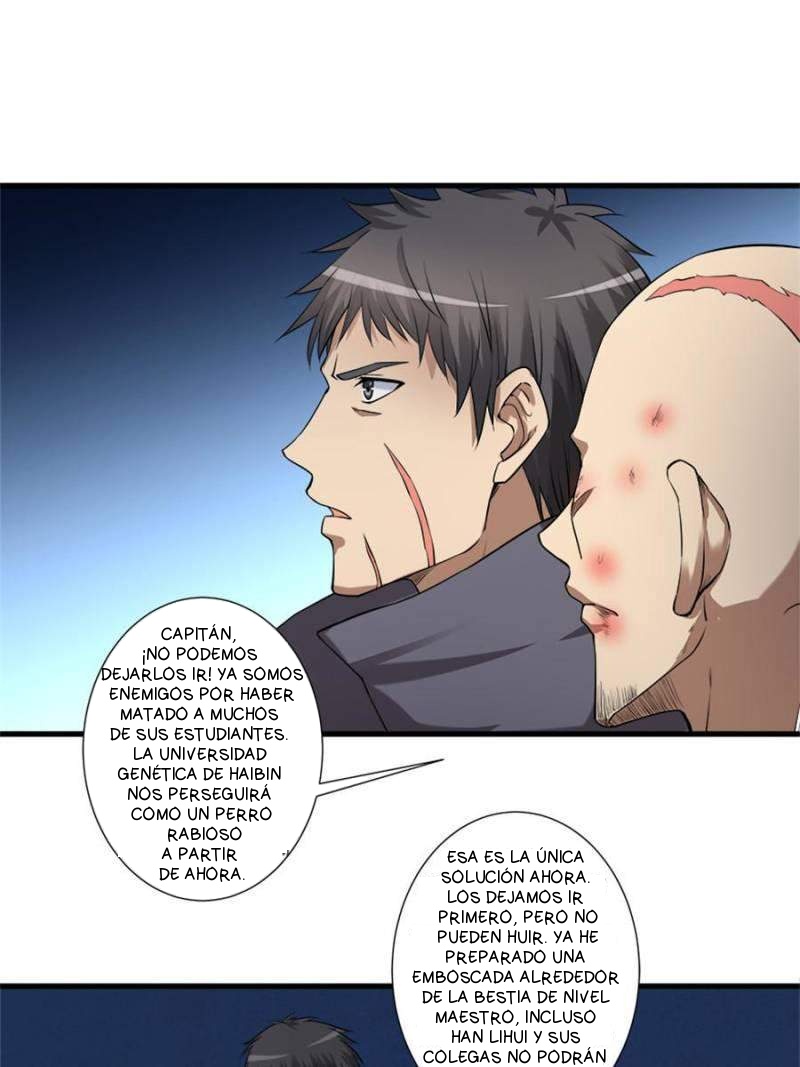 CAPITÁN,
¡NO PODEMOS
DEJARLOS IR! YA SOMOS
ENEMIGOS POR HABER
MATADO A MUCHOS
DE SUS ESTUDIANTES.
LA UNIVERSIDAD
GENÉTICA DE HAIBIN
NOS PERSEGUIRÁ
COMO UN PERRO
RABIOSO
A PARTIR
DE AHORA.
ESA ES LA ÚNICA
SOLUCIÓN AHORA.
LOS DEJAMOS IR
PRIMERO, PERO NO
PUEDEN HUIR. YA HE
PREPARADO UNA
EMBOSCADA ALREDEDOR
DE LA BESTIA DE NIVEL
MAESTRO, INCLUSO
HAN LIHUI Y SUS
COLEGAS NO PODRÁN